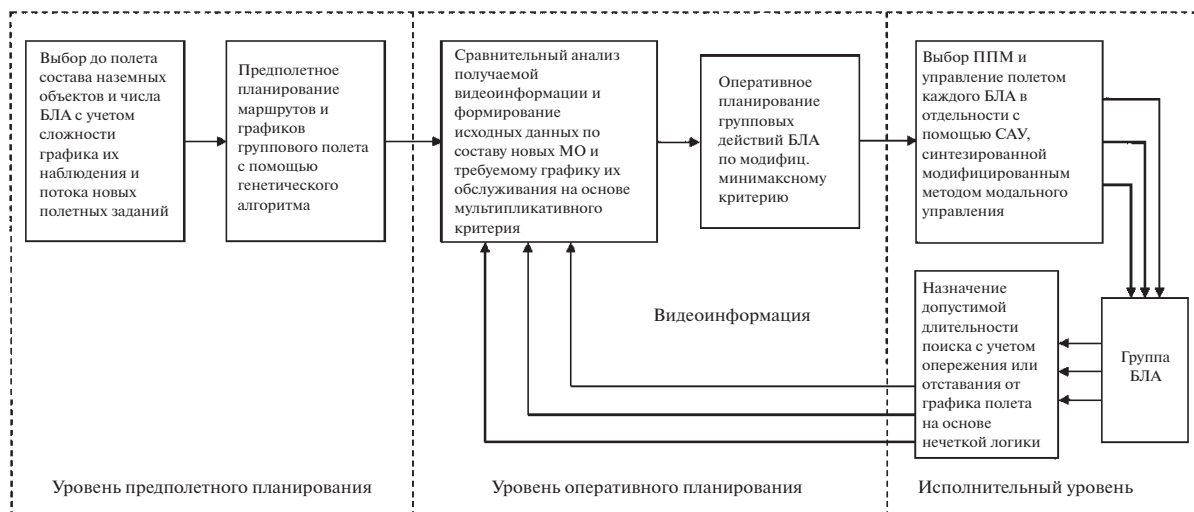 Выбор до полета
состава наземных
объектов и числа
БЛА с учетом
сложности
графика их
наблюдения и
потока новых
полетных заданий
Предполетное
планирование
маршрутов и
графиков
группового полета
с помощью
генетического
алгоритма
Сравнительный анализ
получаемой
видеоинформации и
формирование
исходных данных по
составу новых МО и
требуемому графику их
обслуживания на основе
мультипликативного
критерия
Оперативное
планирование
групповых
действий БЛА
по модифиц.
минимаксному
критерию
Выбор ППМ и
управление полетом
каждого БЛА в
отдельности с
помощью САУ,
синтезированной
модифицированным
методом модального
управления
Видеоинформация
Назначение
допустимой
длительности
поиска с учетом
опережения или
отставания от
графика полета
на основе
нечеткой логики
Группа
БЛА
Уровень предполетного планирования
Уровень оперативного планирования
Исполнительный уровень